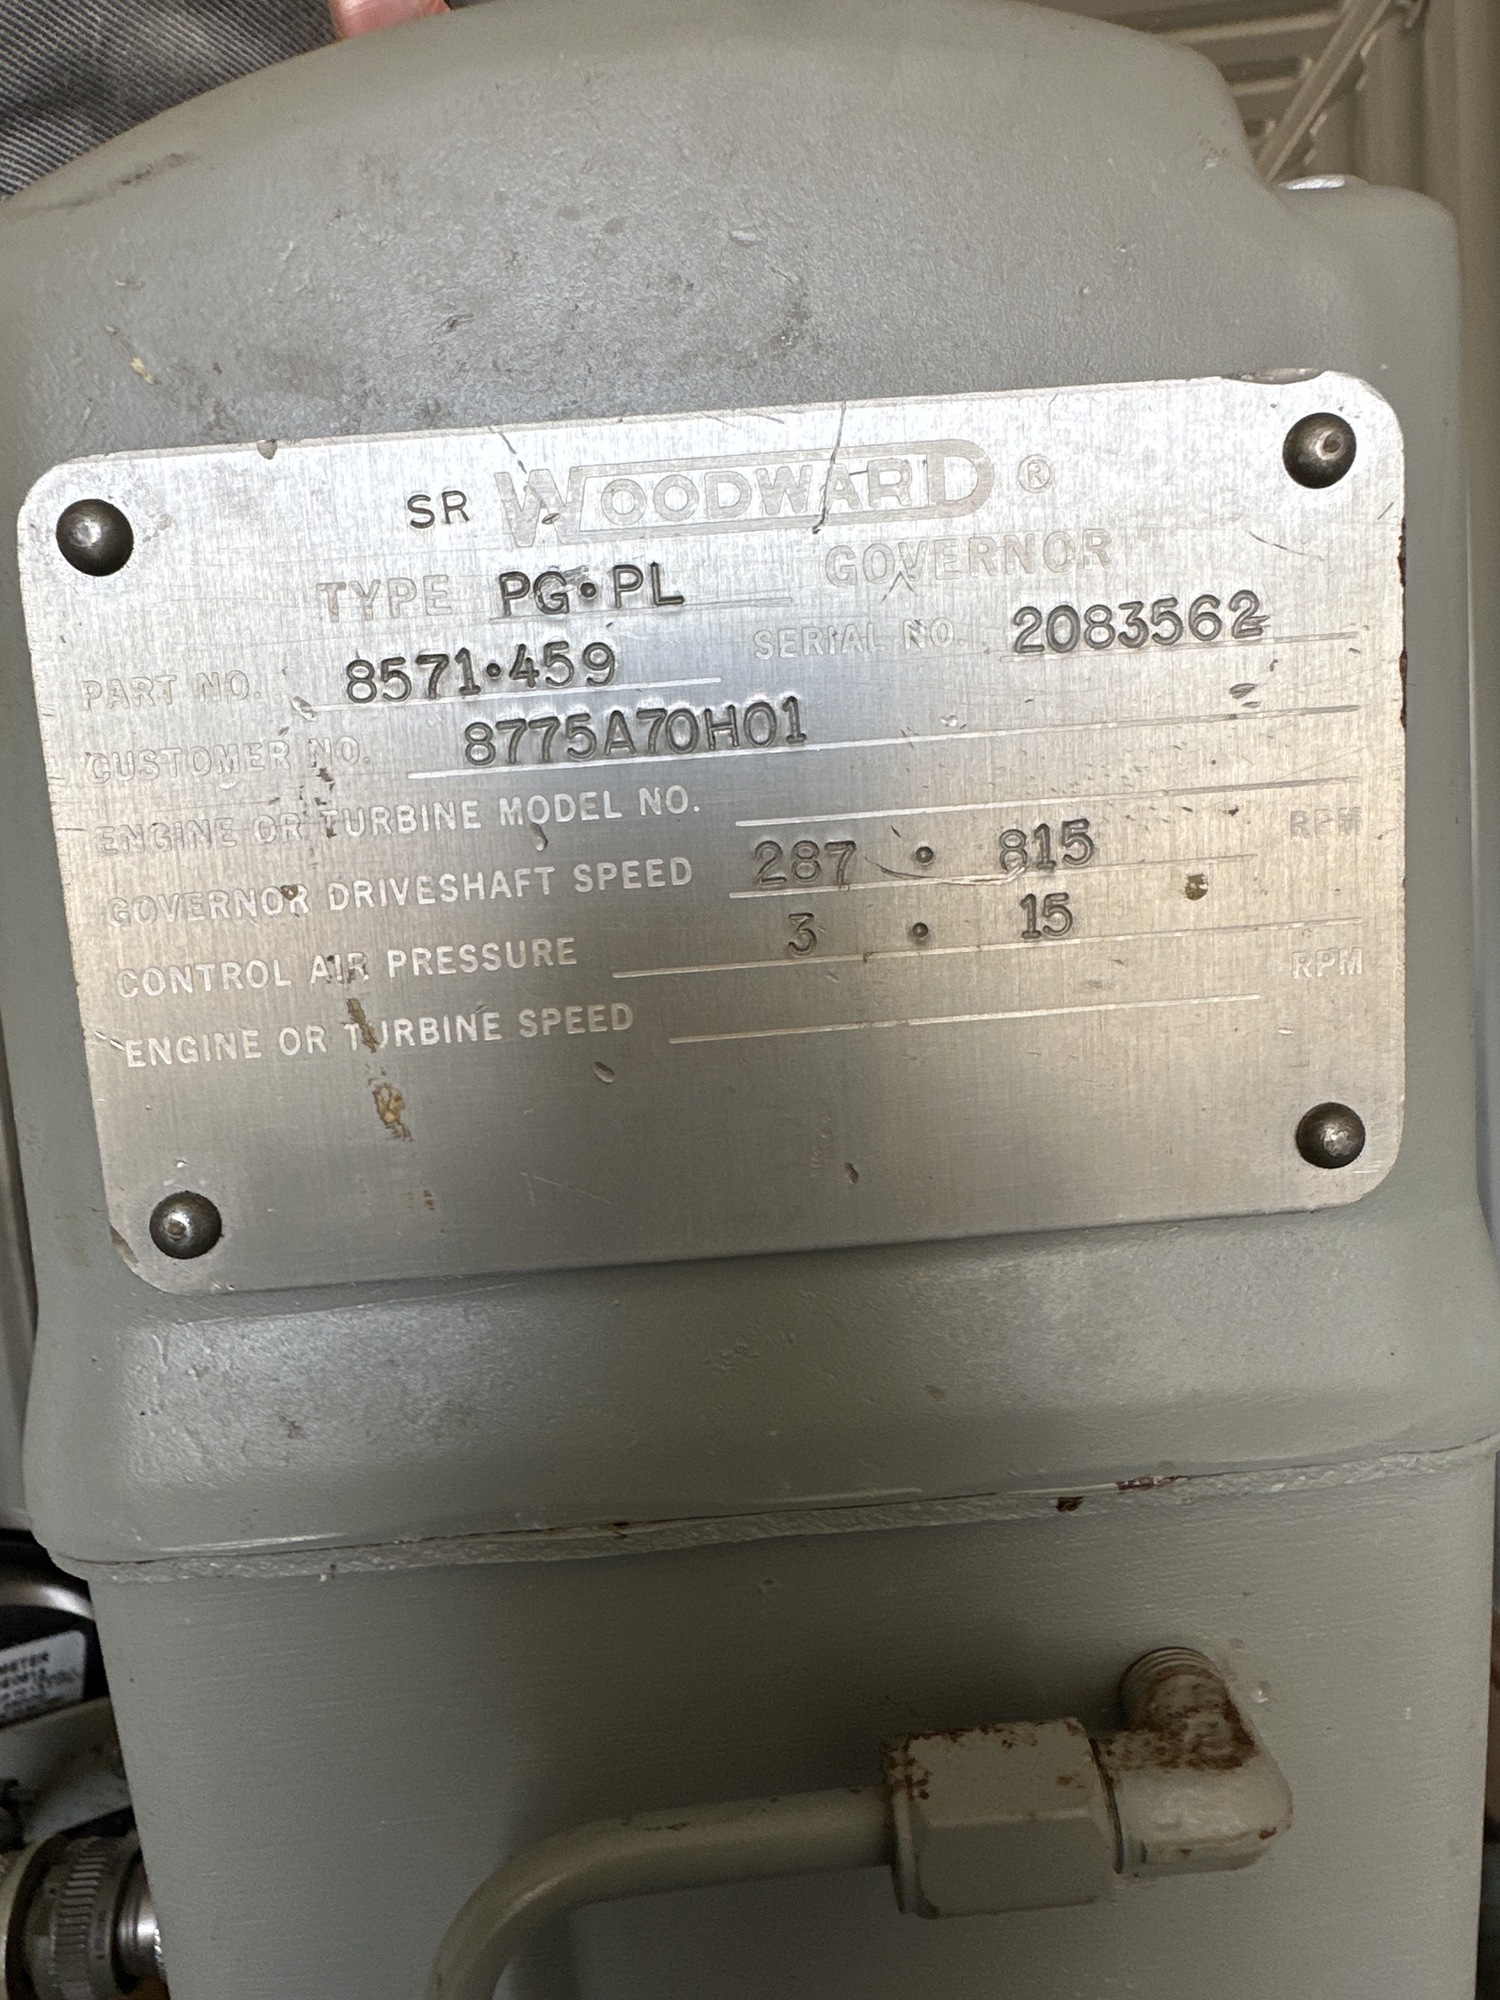 SR WOODWARD ®
TYPE PG•PL GOVERNOR
PART NO. 8571•459 SERIAL NO. 2083562
CUSTOMER NO. 8775A70H01
ENGINE OR TURBINE MODEL NO.
GOVERNOR DRIVESHAFT SPEED 287 • 815 RPM
CONTROL AIR PRESSURE 3 • 15
ENGINE OR TURBINE SPEED RPM
METER